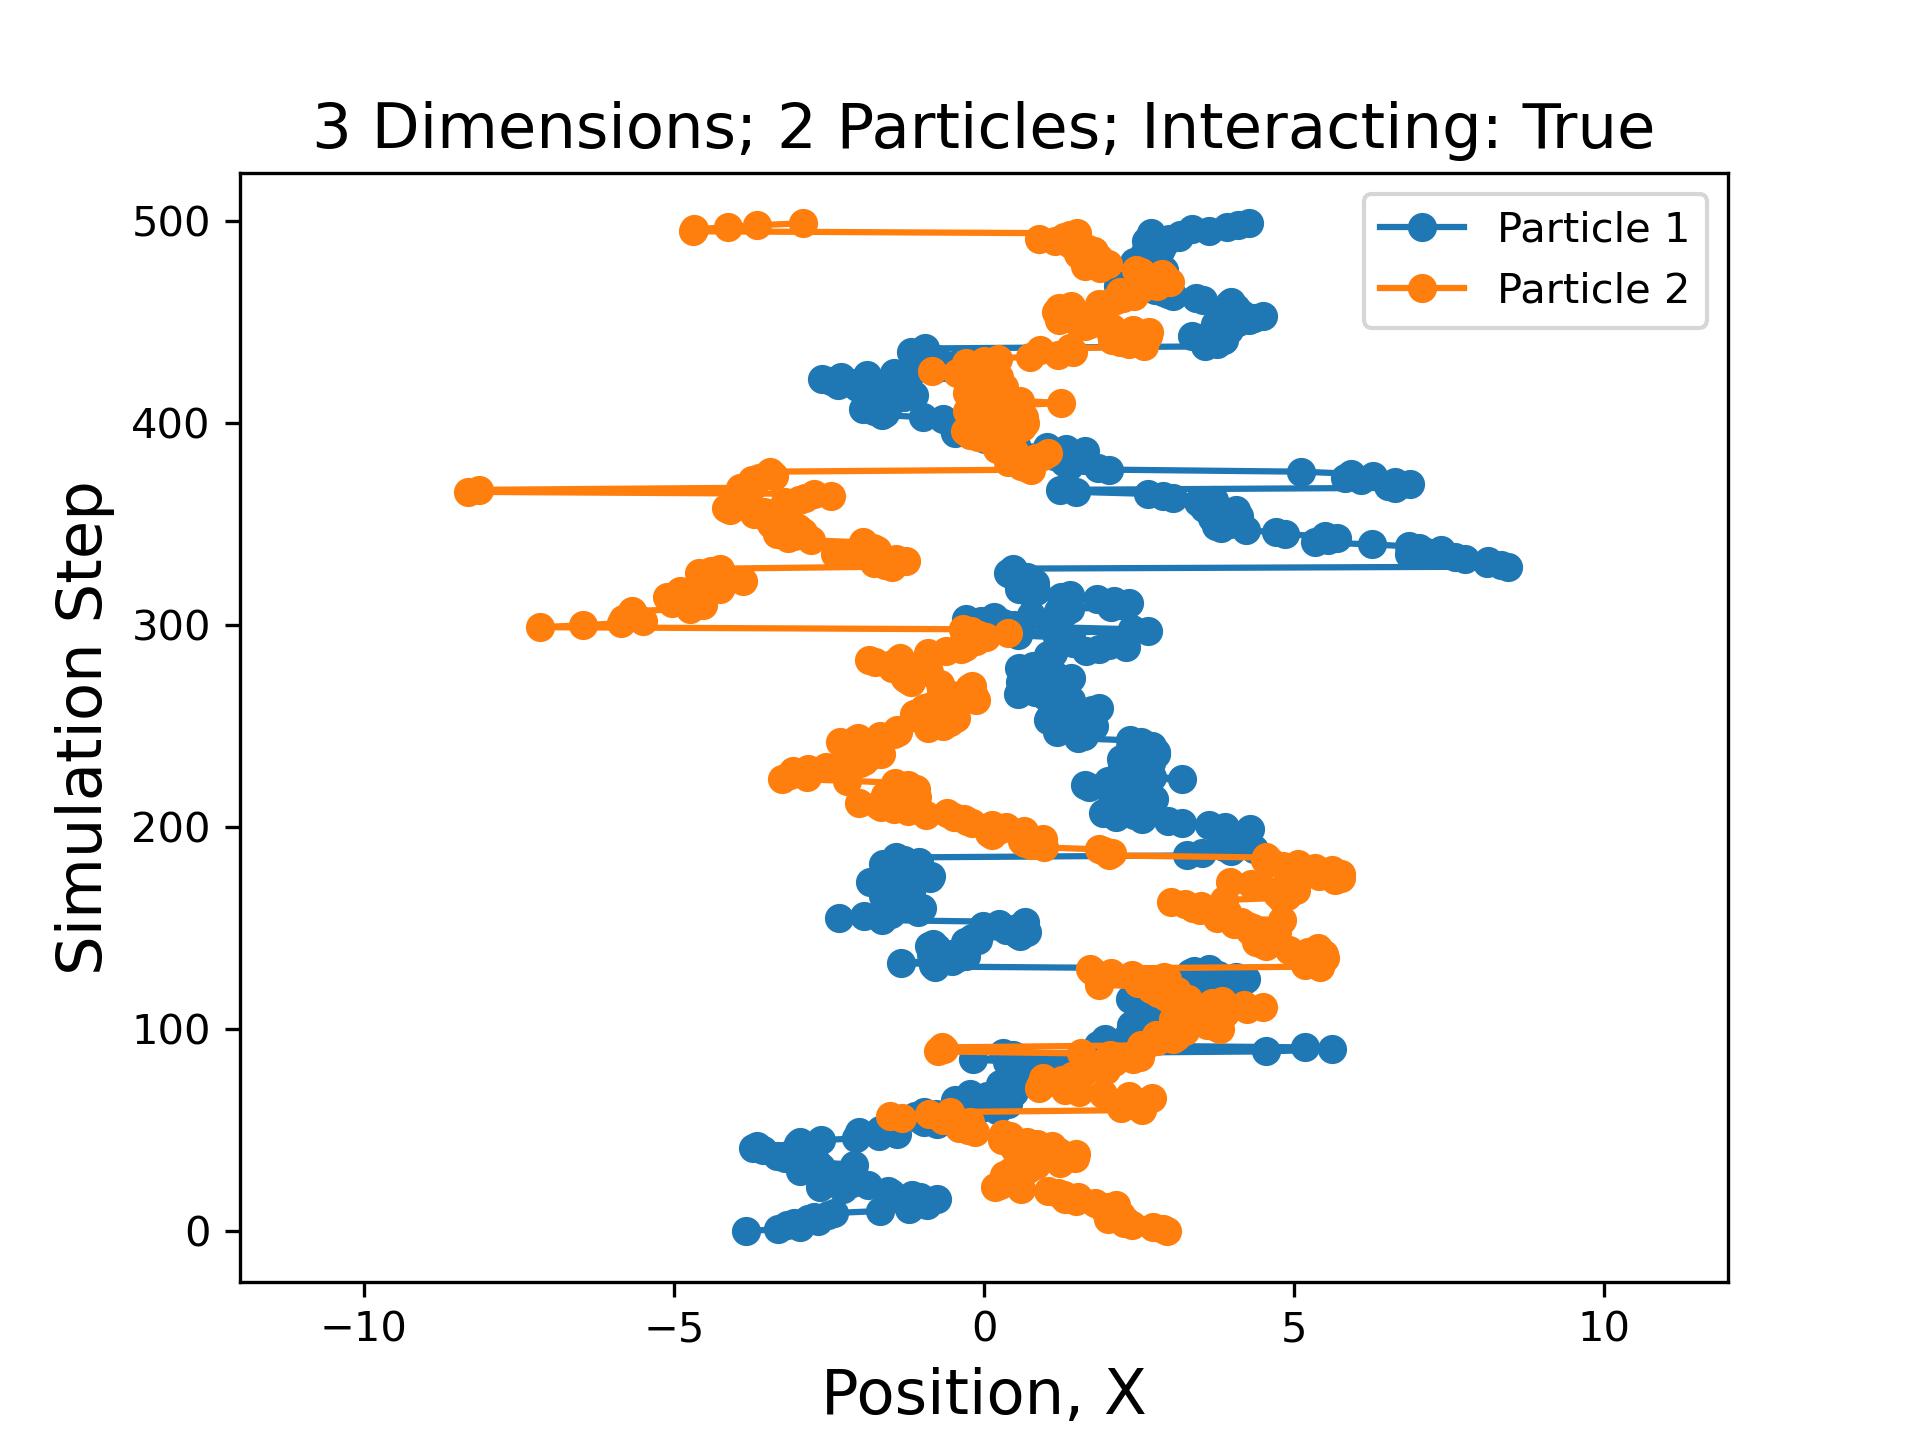 3 Dimensions; 2 Particles; Interacting: True
Particle 1
Particle 2
500
400
300
200
100
0
Simulation Step
−10
−5
0
5
10
Position, X